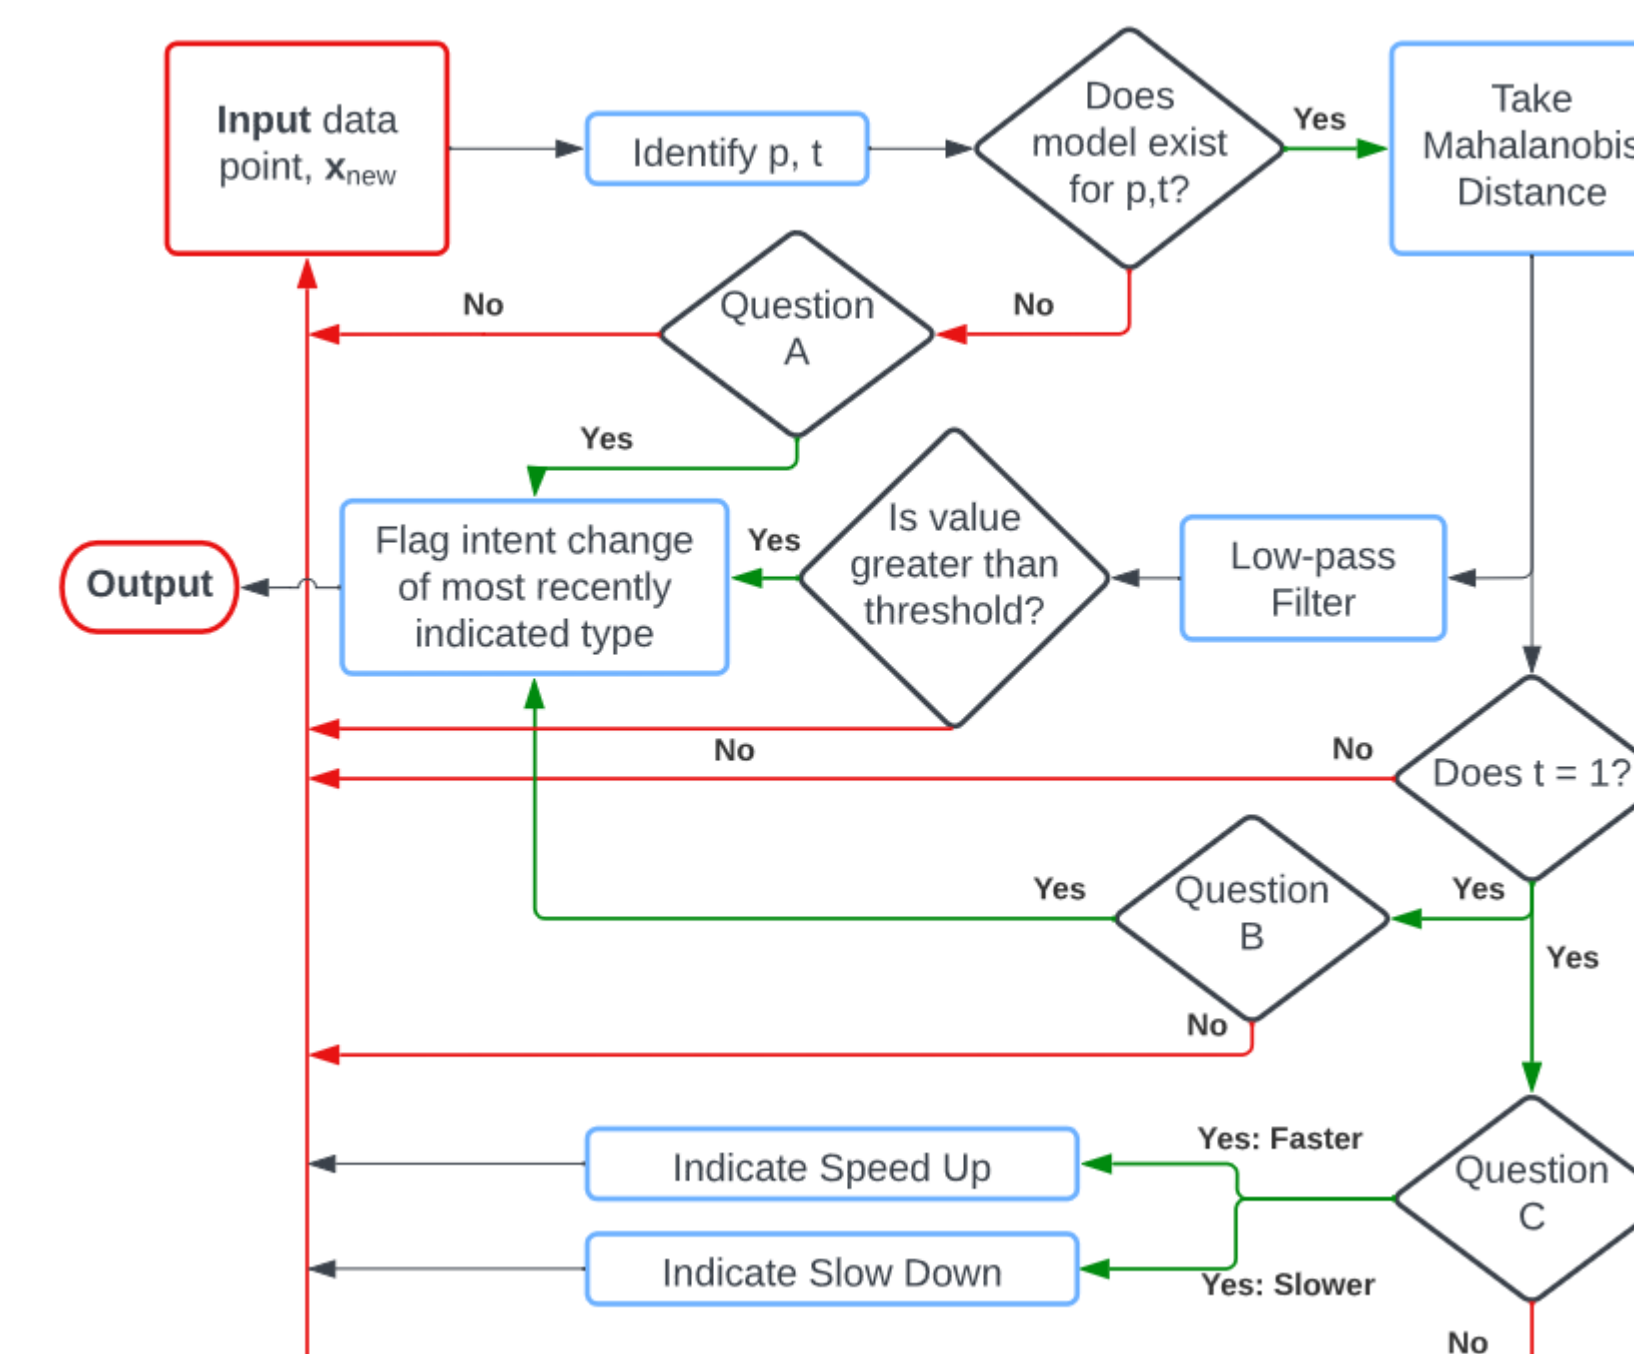 Input data
point, xnew
Identify p, t
Does
model exist
for p,t?
Yes
Take
Mahalanobis
Distance
No
Question
A
No
Yes
Flag intent change
of most recently
indicated type
Output
Yes
Is value
greater than
threshold?
Low-pass
Filter
No
No
Does t = 1?
Yes
Question
B
Yes
Yes
No
Yes: Faster
Indicate Speed Up
Question
C
Indicate Slow Down
Yes: Slower
No